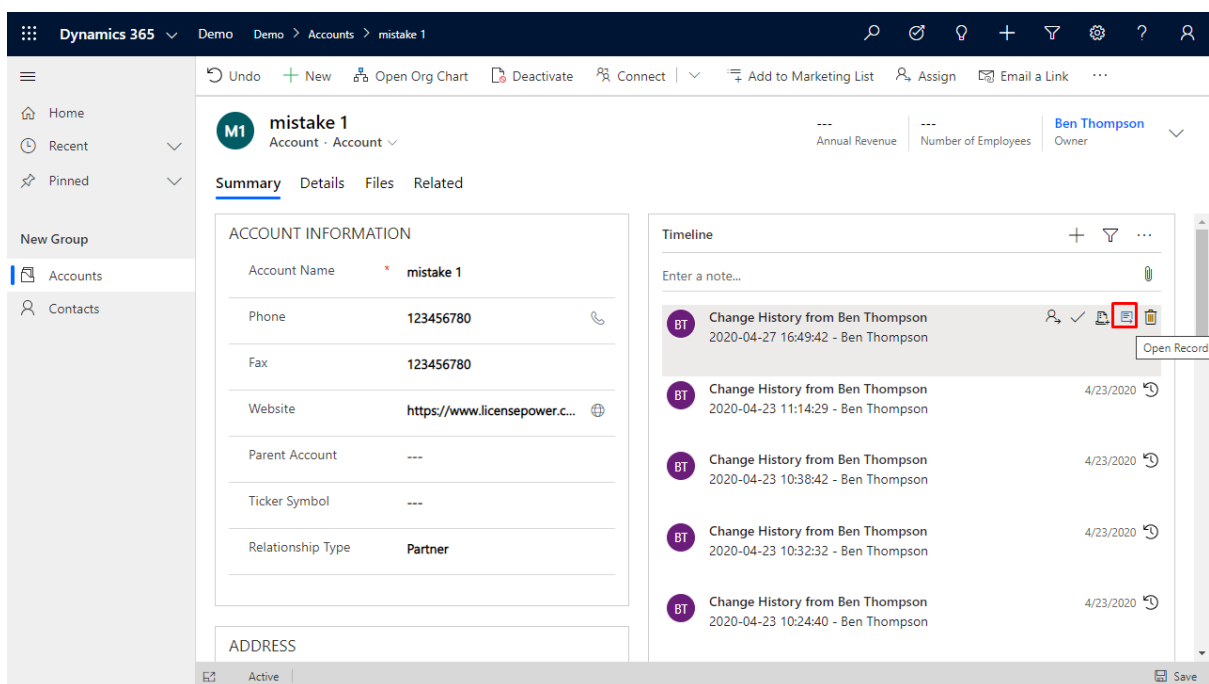 Dynamics 365 Demo Demo > Accounts > mistake 1 ?
Undo New Open Org Chart Deactivate Connect Add to Marketing List Assign Email a Link ...
Home
Recent
Pinned
New Group
Accounts
Contacts
M1 mistake 1
Account · Account
--- Annual Revenue
--- Number of Employees
Ben Thompson
Owner
Summary Details Files Related
ACCOUNT INFORMATION
Account Name * mistake 1
Phone 123456780
Fax 123456780
Website https://www.licensepower.c...
Parent Account ---
Ticker Symbol ---
Relationship Type Partner
ADDRESS
Timeline
Enter a note...
BT Change History from Ben Thompson
2020-04-27 16:49:42 - Ben Thompson
Open Record
BT Change History from Ben Thompson 4/23/2020
2020-04-23 11:14:29 - Ben Thompson
BT Change History from Ben Thompson 4/23/2020
2020-04-23 10:38:42 - Ben Thompson
BT Change History from Ben Thompson 4/23/2020
2020-04-23 10:32:32 - Ben Thompson
BT Change History from Ben Thompson 4/23/2020
2020-04-23 10:24:40 - Ben Thompson
Active Save